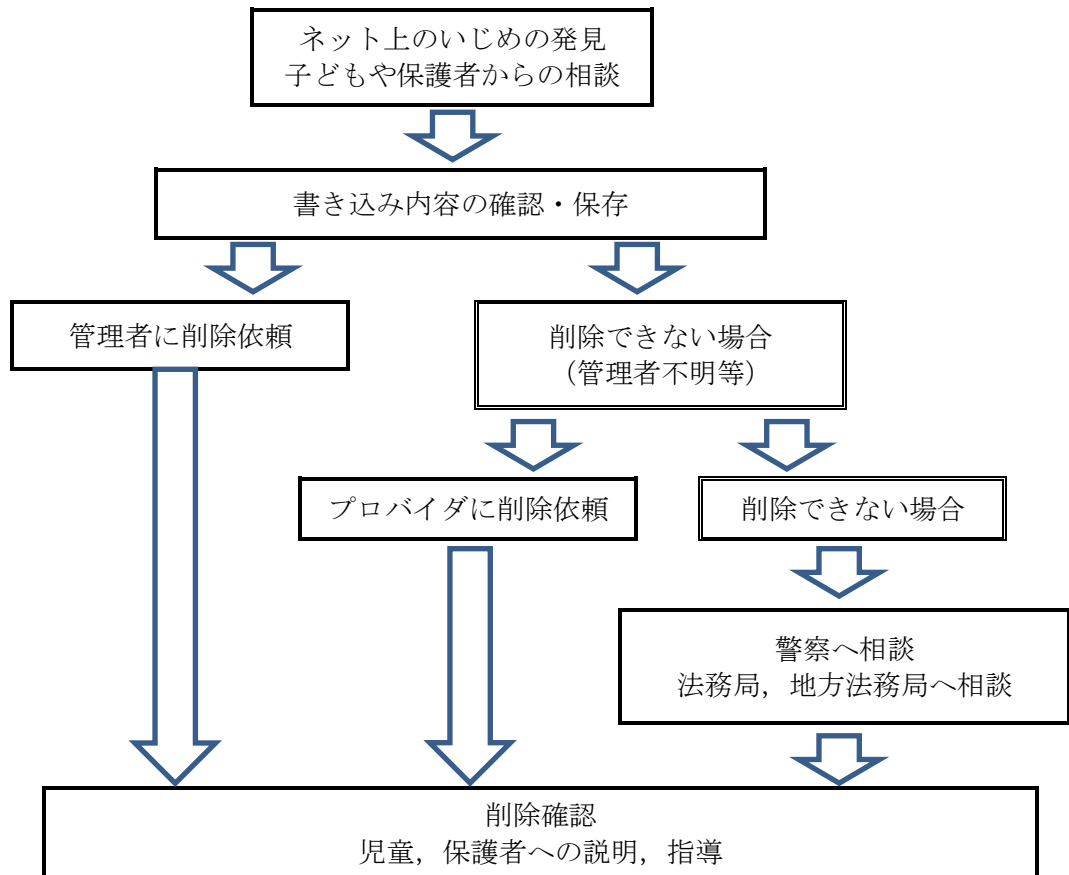 ネット上のいじめの発見
子どもや保護者からの相談
書き込み内容の確認・保存
管理者に削除依頼
削除できない場合
（管理者不明等）
プロバイダに削除依頼
削除できない場合
警察へ相談
法務局，地方法務局へ相談
削除確認
児童，保護者への説明，指導